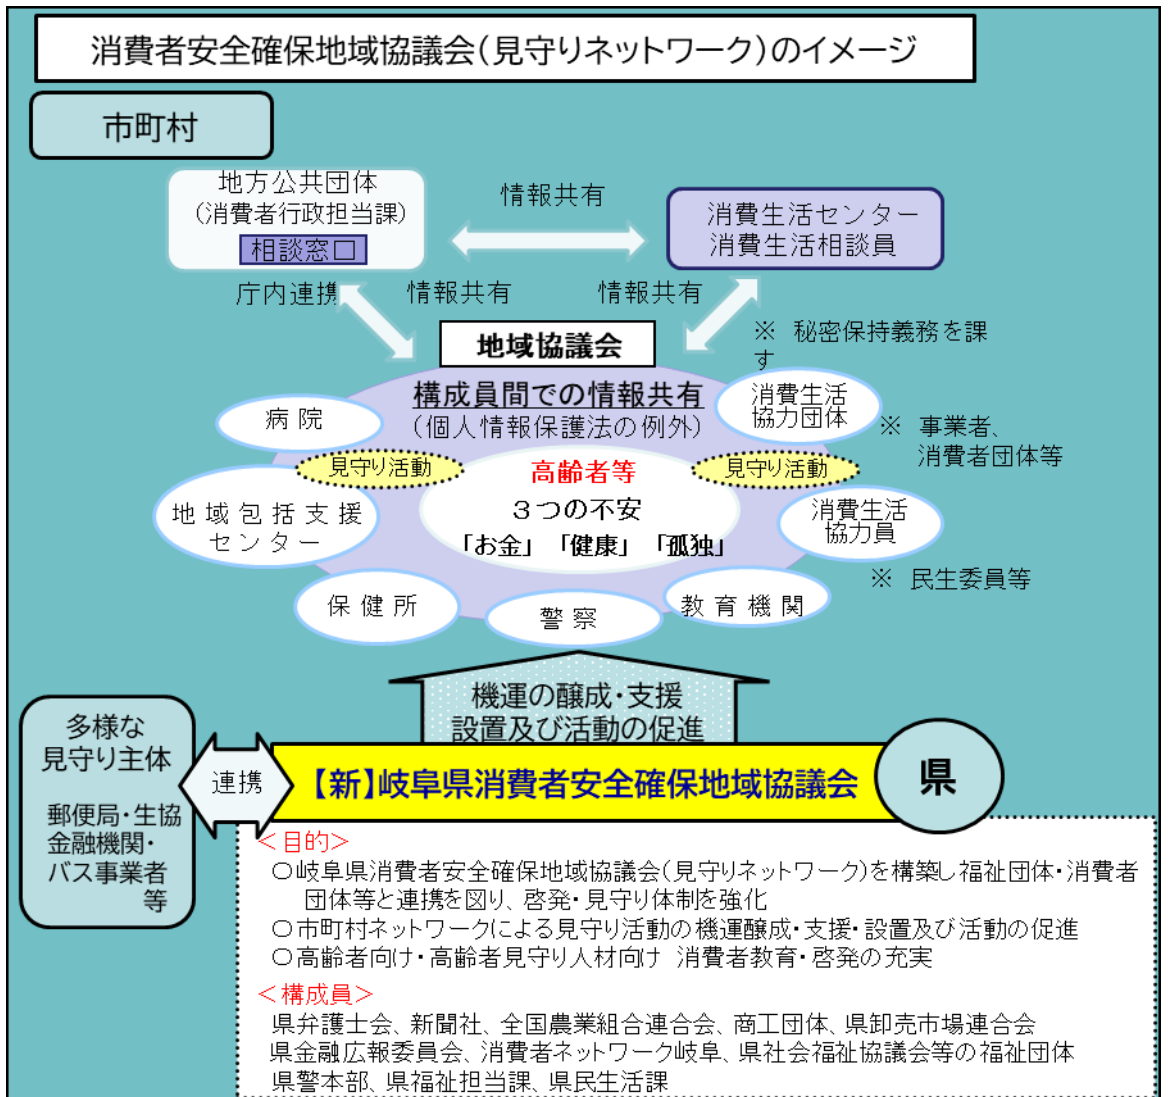 消費者安全確保地域協議会(見守りネットワーク)のイメージ
市町村
地方公共団体
(消費者行政担当課)
相談窓口
情報共有
消費生活センター
消費生活相談員
庁内連携
情報共有
情報共有
※ 秘密保持義務を課
す
地域協議会
構成員間での情報共有
(個人情報保護法の例外)
病院
消費生活
協力団体
※ 事業者、
消費者団体等
見守り活動
高齢者等
見守り活動
3つの不安
「お金」「健康」「孤独」
地域包括支援
センター
消費生活
協力員
※ 民生委員等
保健所
警察
教育機関
機運の醸成・支援
設置及び活動の促進
多様な
見守り主体
郵便局・生協
金融機関・
バス事業者
等
連携
【新】岐阜県消費者安全確保地域協議会
県
<目的>
○岐阜県消費者安全確保地域協議会(見守りネットワーク)を構築し福祉団体・消費者
団体等と連携を図り、啓発・見守り体制を強化
○市町村ネットワークによる見守り活動の機運醸成・支援・設置及び活動の促進
○高齢者向け・高齢者見守り人材向け 消費者教育・啓発の充実
<構成員>
県弁護士会、新聞社、全国農業組合連合会、商工団体、県卸売市場連合会
県金融広報委員会、消費者ネットワーク岐阜、県社会福祉協議会等の福祉団体
県警本部、県福祉担当課、県民生活課